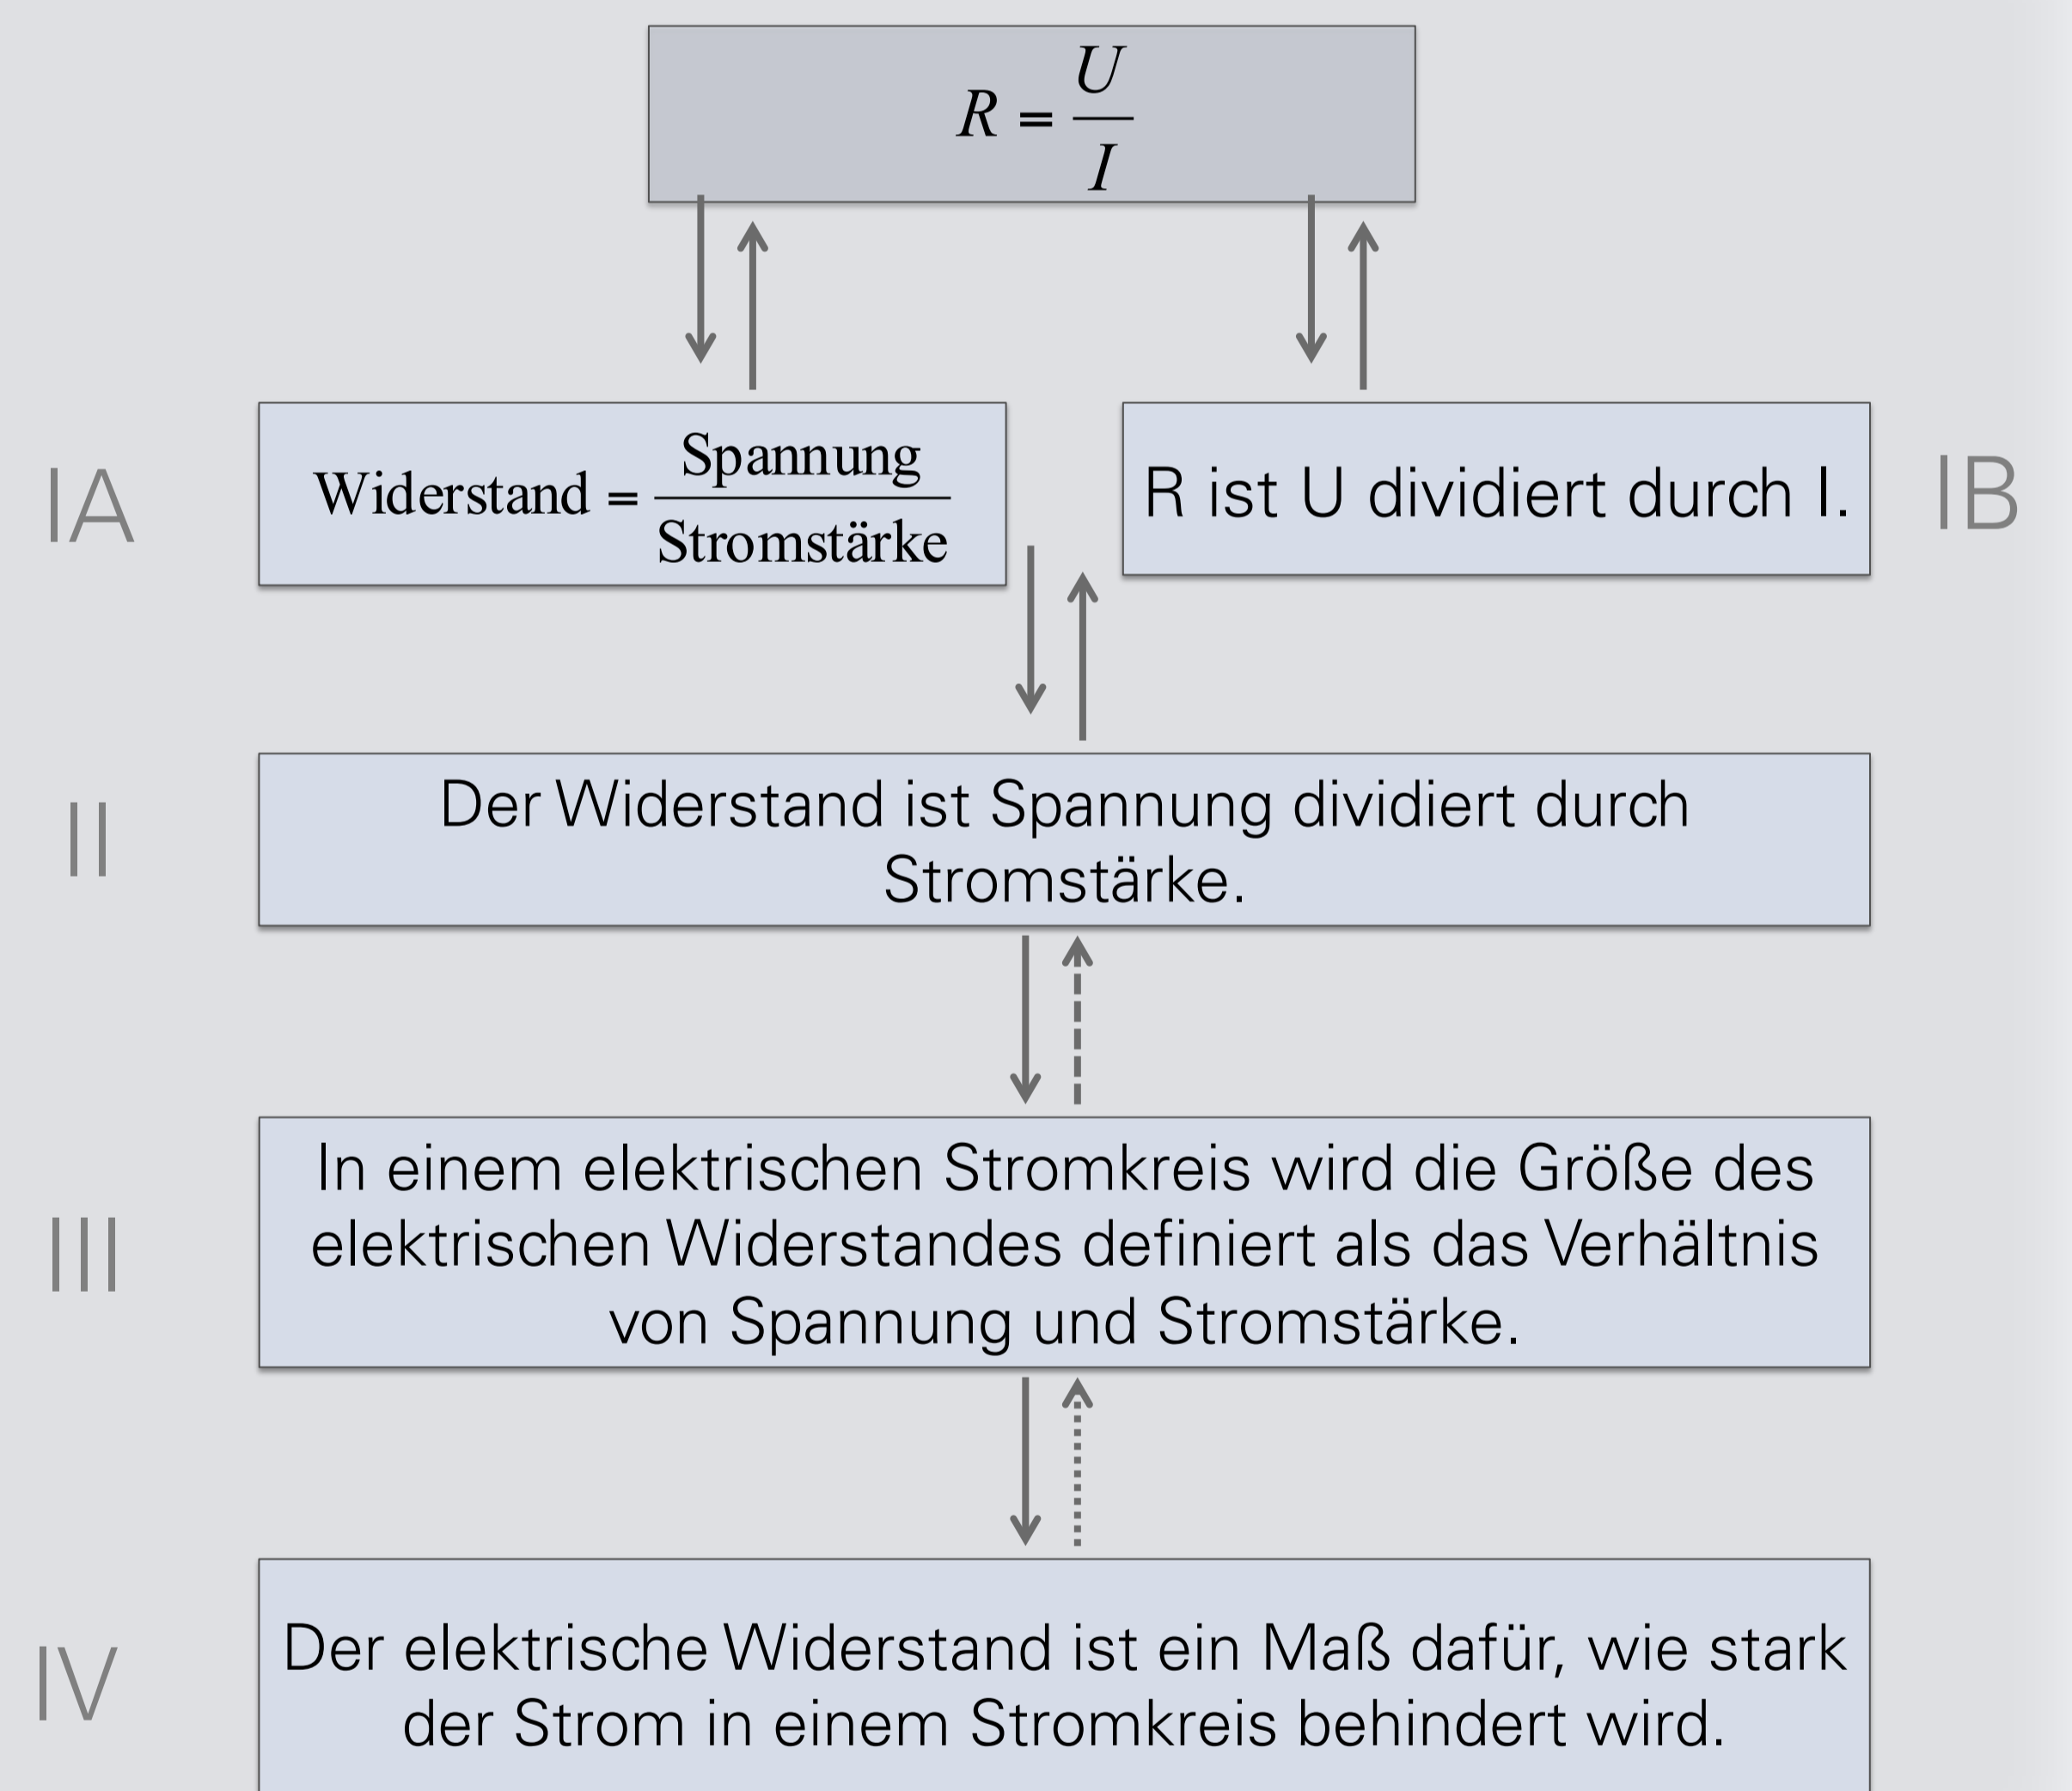 R = U / I
IA
Widerstand = Spannung / Stromstärke
R ist U dividiert durch I.
IB
II
Der Widerstand ist Spannung dividiert durch
Stromstärke.
III
In einem elektrischen Stromkreis wird die Größe des
elektrischen Widerstandes definiert als das Verhältnis
von Spannung und Stromstärke.
IV
Der elektrische Widerstand ist ein Maß dafür, wie stark
der Strom in einem Stromkreis behindert wird.